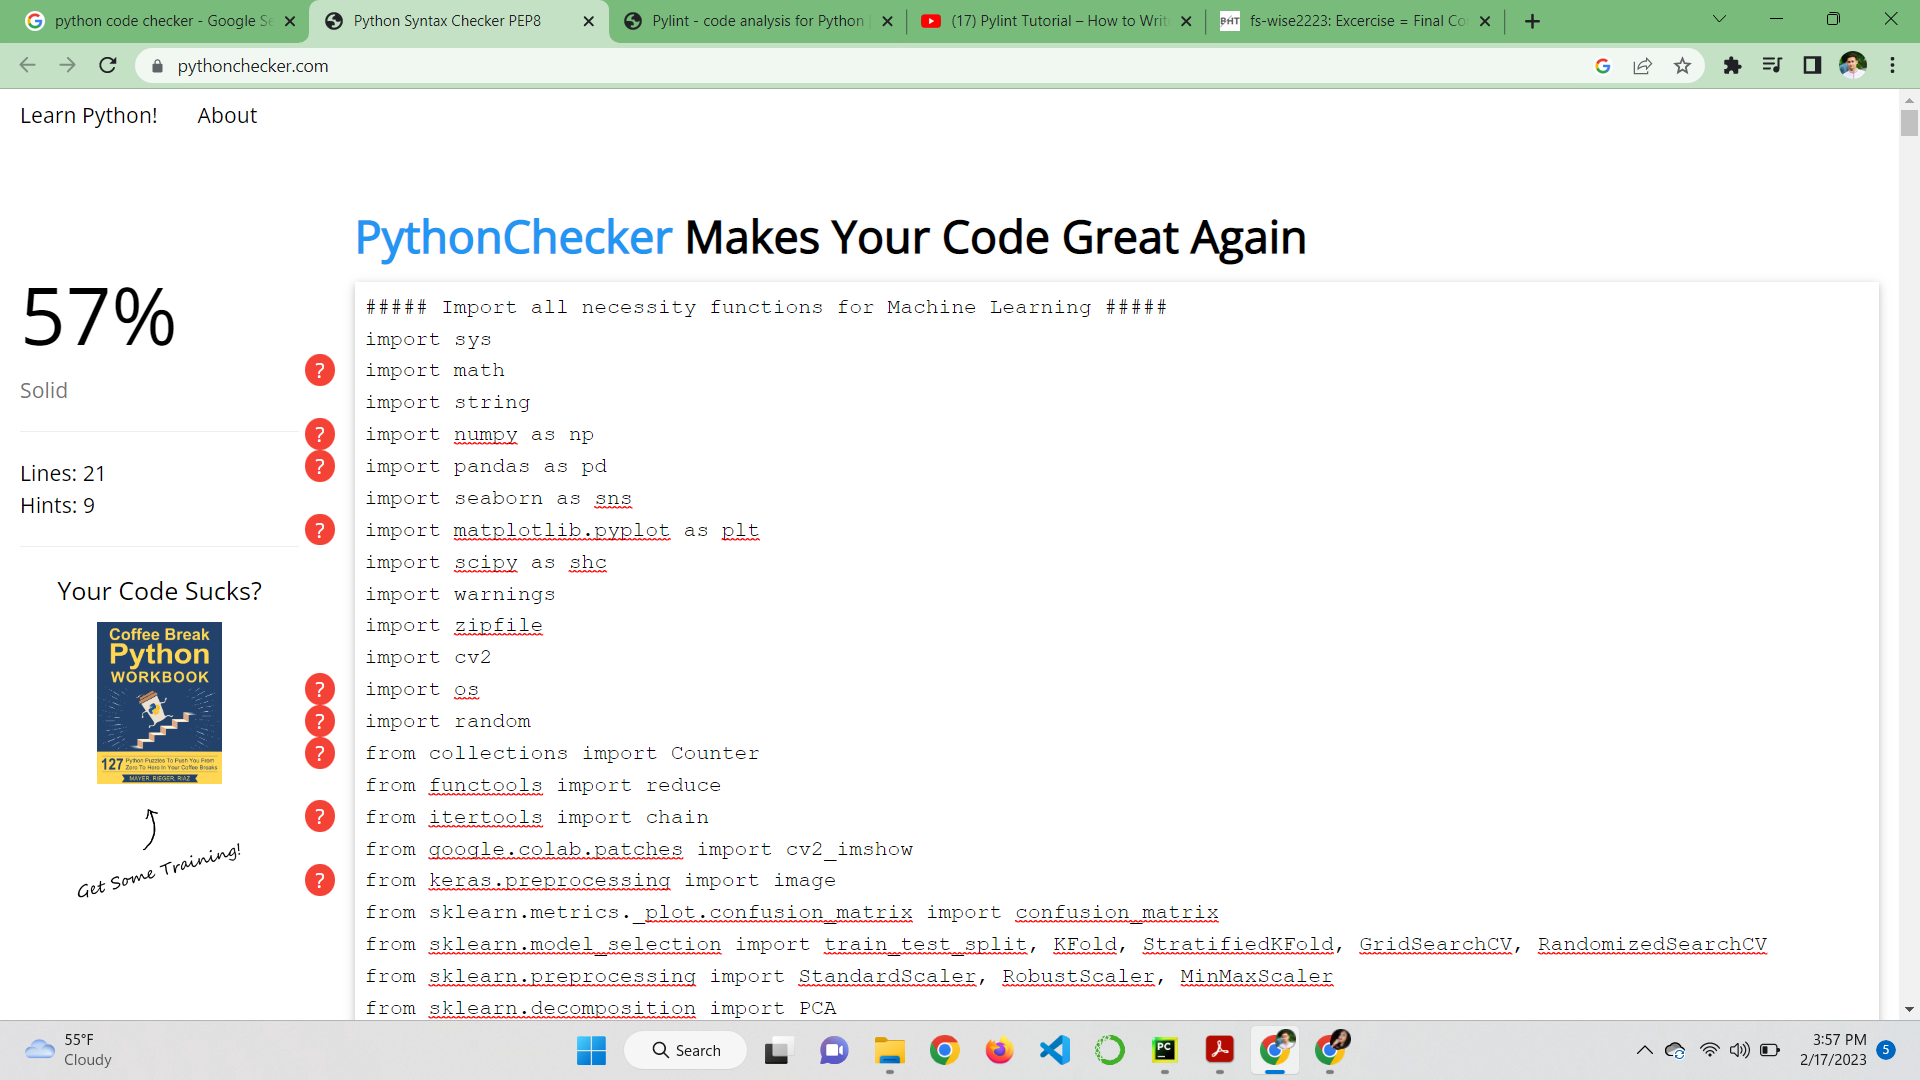 python code checker - Google Se
Python Syntax Checker PEP8
Pylint - code analysis for Python
(17) Pylint Tutorial – How to Writ
BHT
fs-wise2223: Excercise = Final Co
pythonchecker.com
Learn Python!
About
PythonChecker Makes Your Code Great Again
57%
Solid
Lines: 21
Hints: 9
Your Code Sucks?
Coffee Break
Python
WORKBOOK
127 Python Puzzles To Push You From
Zero To Hero In Your Coffee Breaks
MAYER, RIEGER, RIAZ
Get Some Training!
?
?
?
?
?
?
?
?
?
##### Import all necessity functions for Machine Learning #####
import sys
import math
import string
import numpy as np
import pandas as pd
import seaborn as sns
import matplotlib.pyplot as plt
import scipy as shc
import warnings
import zipfile
import cv2
import os
import random
from collections import Counter
from functools import reduce
from itertools import chain
from google.colab.patches import cv2_imshow
from keras.preprocessing import image
from sklearn.metrics._plot.confusion_matrix import confusion_matrix
from sklearn.model_selection import train_test_split, KFold, StratifiedKFold, GridSearchCV, RandomizedSearchCV
from sklearn.preprocessing import StandardScaler, RobustScaler, MinMaxScaler
from sklearn.decomposition import PCA
55°F
Cloudy
Search
PC
3:57 PM
2/17/2023
5